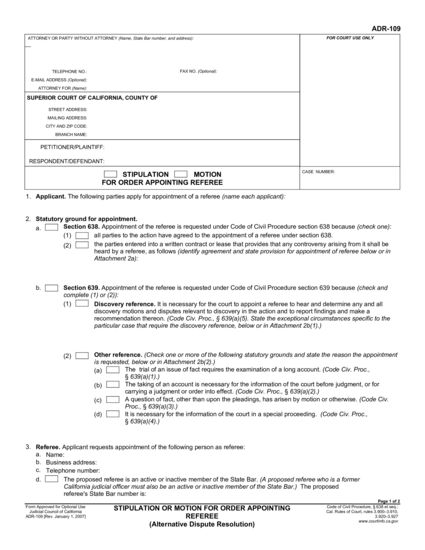 ADR-109
ATTORNEY OR PARTY WITHOUT ATTORNEY (Name, State Bar number, and address):
FOR COURT USE ONLY
TELEPHONE NO.:
FAX NO. (Optional):
E-MAIL ADDRESS (Optional):
ATTORNEY FOR (Name):
SUPERIOR COURT OF CALIFORNIA, COUNTY OF
STREET ADDRESS:
MAILING ADDRESS:
CITY AND ZIP CODE:
BRANCH NAME:
PETITIONER/PLAINTIFF:
RESPONDENT/DEFENDANT:
STIPULATION MOTION
FOR ORDER APPOINTING REFEREE
CASE NUMBER:
1. Applicant. The following parties apply for appointment of a referee (name each applicant):
2. Statutory ground for appointment.
a. Section 638. Appointment of the referee is requested under Code of Civil Procedure section 638 because (check one):
(1) all parties to the action have agreed to the appointment of a referee under section 638.
(2) the parties entered into a written contract or lease that provides that any controversy arising from it shall be
heard by a referee, as follows (identify agreement and state provision for appointment of referee below or in
Attachment 2a):
b. Section 639. Appointment of the referee is requested under Code of Civil Procedure section 639 because (check and
complete (1) or (2)):
(1) Discovery reference. It is necessary for the court to appoint a referee to hear and determine any and all
discovery motions and disputes relevant to discovery in the action and to report findings and make a
recommendation thereon. (Code Civ. Proc., § 639(a)(5). State the exceptional circumstances specific to the
particular case that require the discovery reference, below or in Attachment 2b(1).)
(2) Other reference. (Check one or more of the following statutory grounds and state the reason the appointment
is requested, below or in Attachment 2b(2).)
(a) The trial of an issue of fact requires the examination of a long account. (Code Civ. Proc.,
§ 639(a)(1).)
(b) The taking of an account is necessary for the information of the court before judgment, or for
carrying a judgment or order into effect. (Code Civ. Proc., § 639(a)(2).)
(c) A question of fact, other than upon the pleadings, has arisen by motion or otherwise. (Code Civ.
Proc., § 639(a)(3).)
(d) It is necessary for the information of the court in a special proceeding. (Code Civ. Proc.,
§ 639(a)(4).)
3. Referee. Applicant requests appointment of the following person as referee:
a. Name:
b. Business address:
c. Telephone number:
d. The proposed referee is an active or inactive member of the State Bar. (A proposed referee who is a former
California judicial officer must also be an active or inactive member of the State Bar.) The proposed
referee's State Bar number is:
Page 1 of 2
Form Approved for Optional Use
Judicial Council of California
ADR-109 [Rev. January 1, 2007]
STIPULATION OR MOTION FOR ORDER APPOINTING
REFEREE
(Alternative Dispute Resolution)
Code of Civil Procedure, § 638 et seq.;
Cal. Rules of Court, rules 3.900–3.910,
3.920–3.927
www.courtinfo.ca.gov